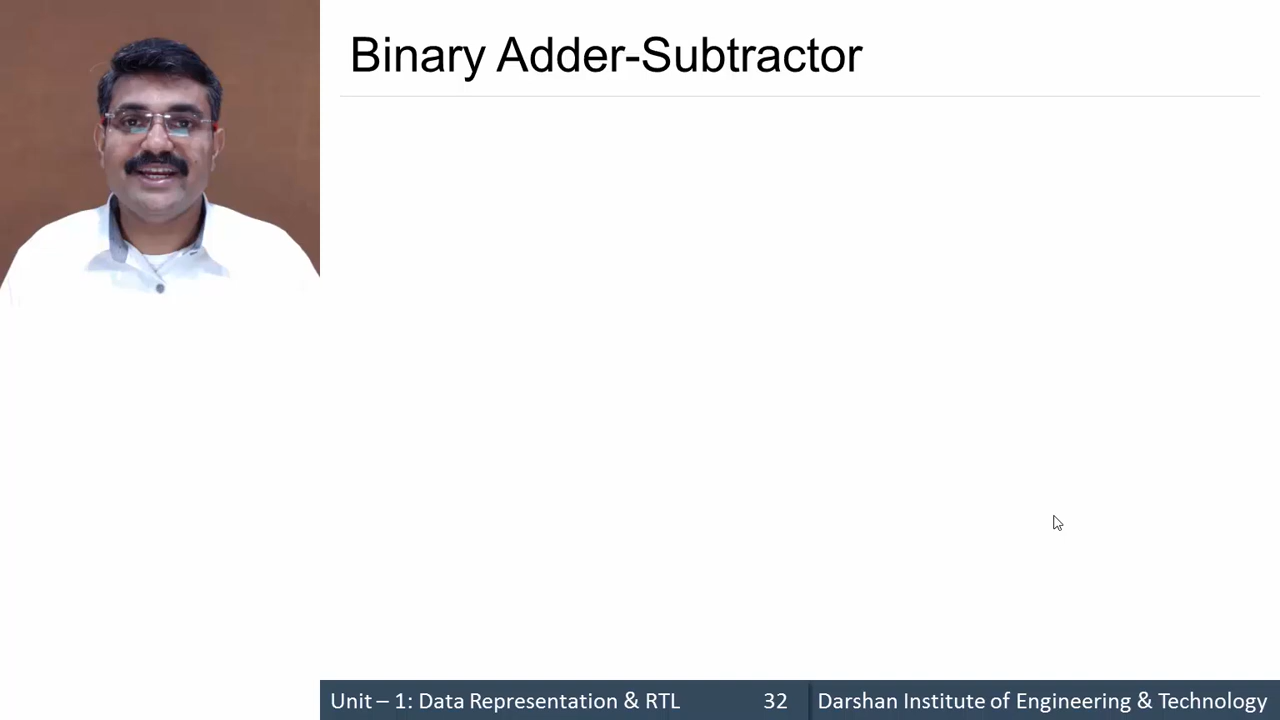 Binary Adder-Subtractor
Unit – 1: Data Representation & RTL 32 Darshan Institute of Engineering & Technology